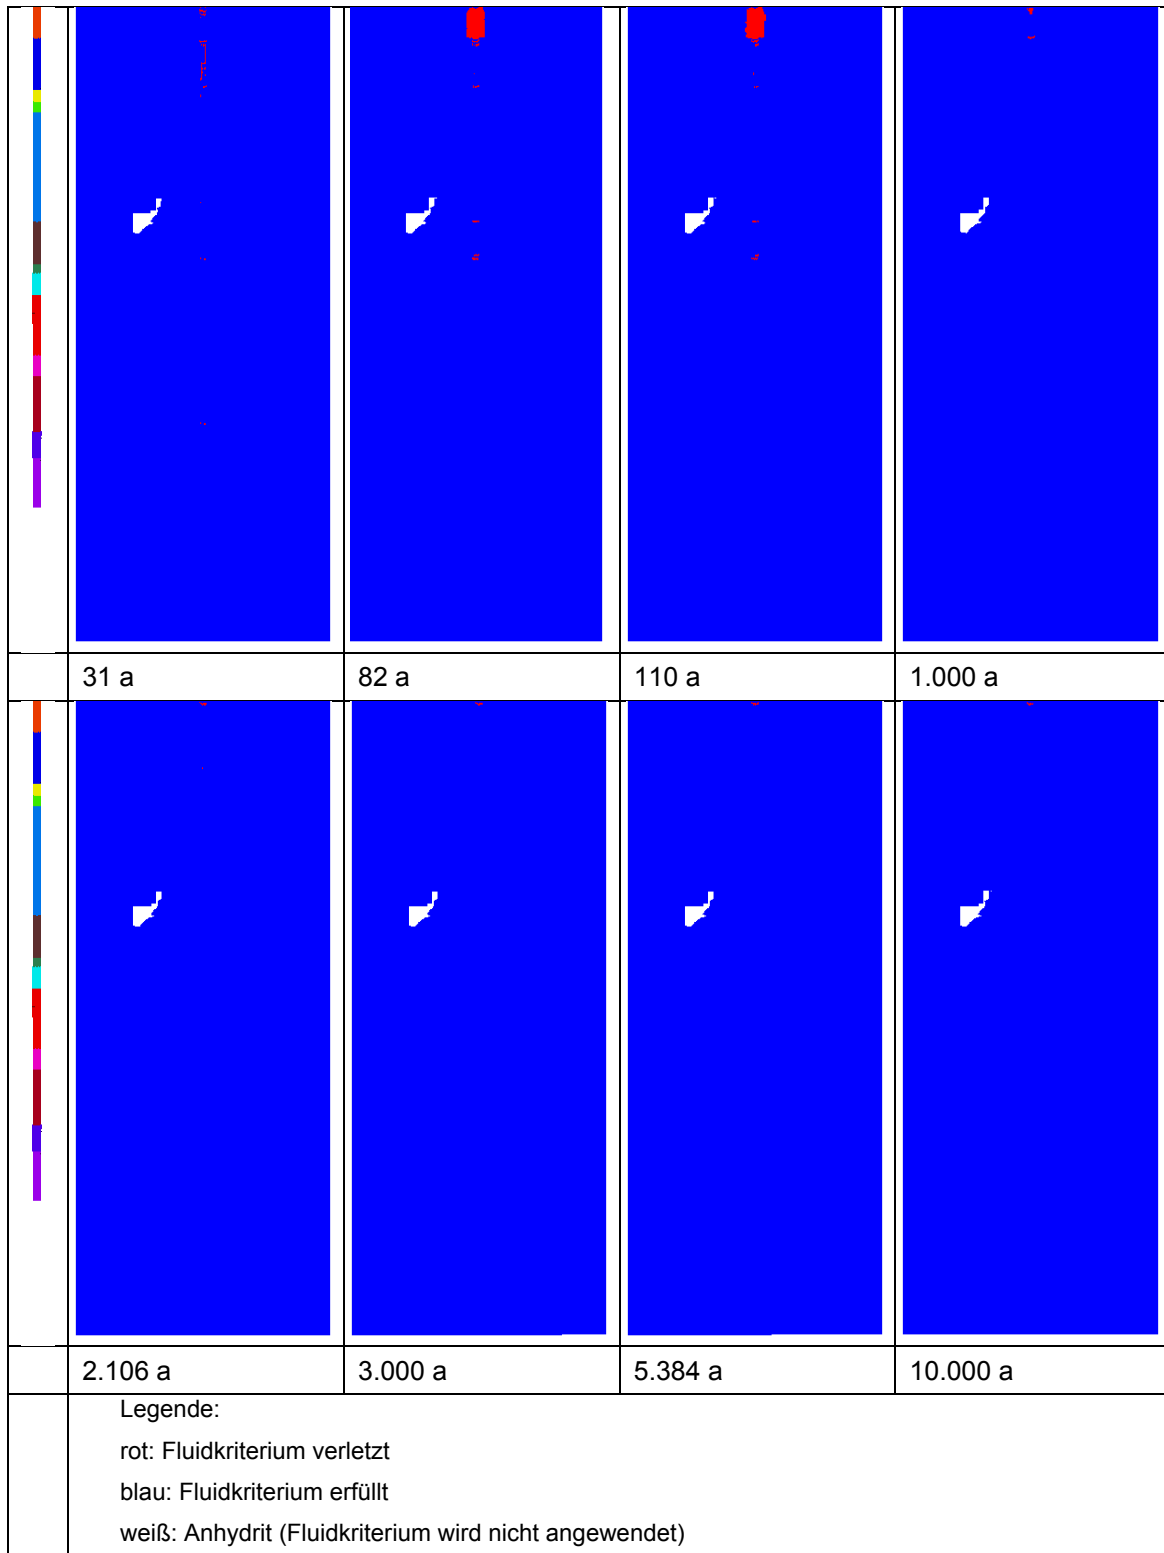 31 a
82 a
110 a
1.000 a
2.106 a
3.000 a
5.384 a
10.000 a
Legende:
rot: Fluidkriterium verletzt
blau: Fluidkriterium erfüllt
weiß: Anhydrit (Fluidkriterium wird nicht angewendet)